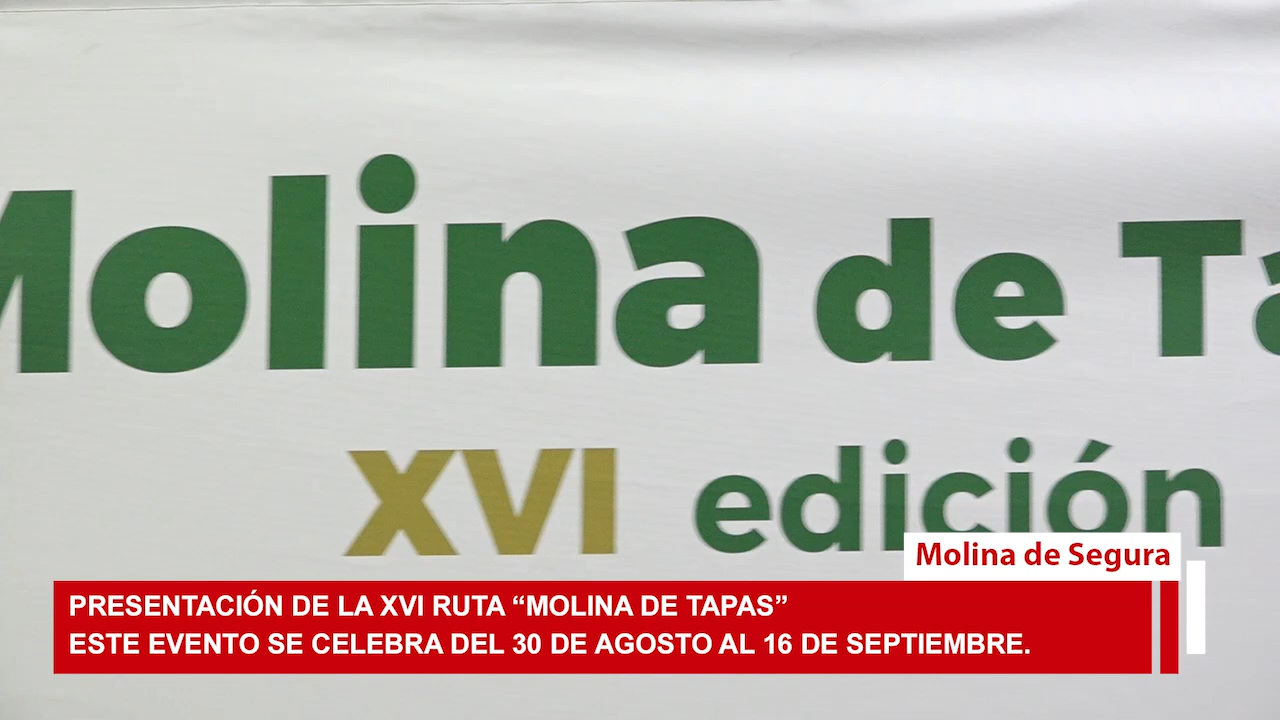 Molina de Ta
XVI edición
Molina de Segura
PRESENTACIÓN DE LA XVI RUTA “MOLINA DE TAPAS”
ESTE EVENTO SE CELEBRA DEL 30 DE AGOSTO AL 16 DE SEPTIEMBRE.